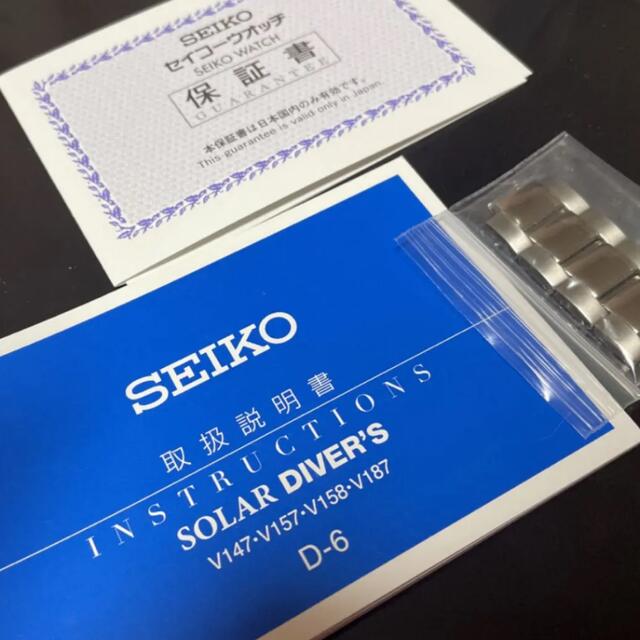 SEIKO
セイコーウオッチ
SEIKO WATCH
保証書
GUARANTEE
本保証書は日本国内のみ有効です。
This guarantee is valid only in Japan.
SEIKO
取扱説明書
INSTRUCTIONS
SOLAR DIVER'S
V147・V157・V158・V187
D-6